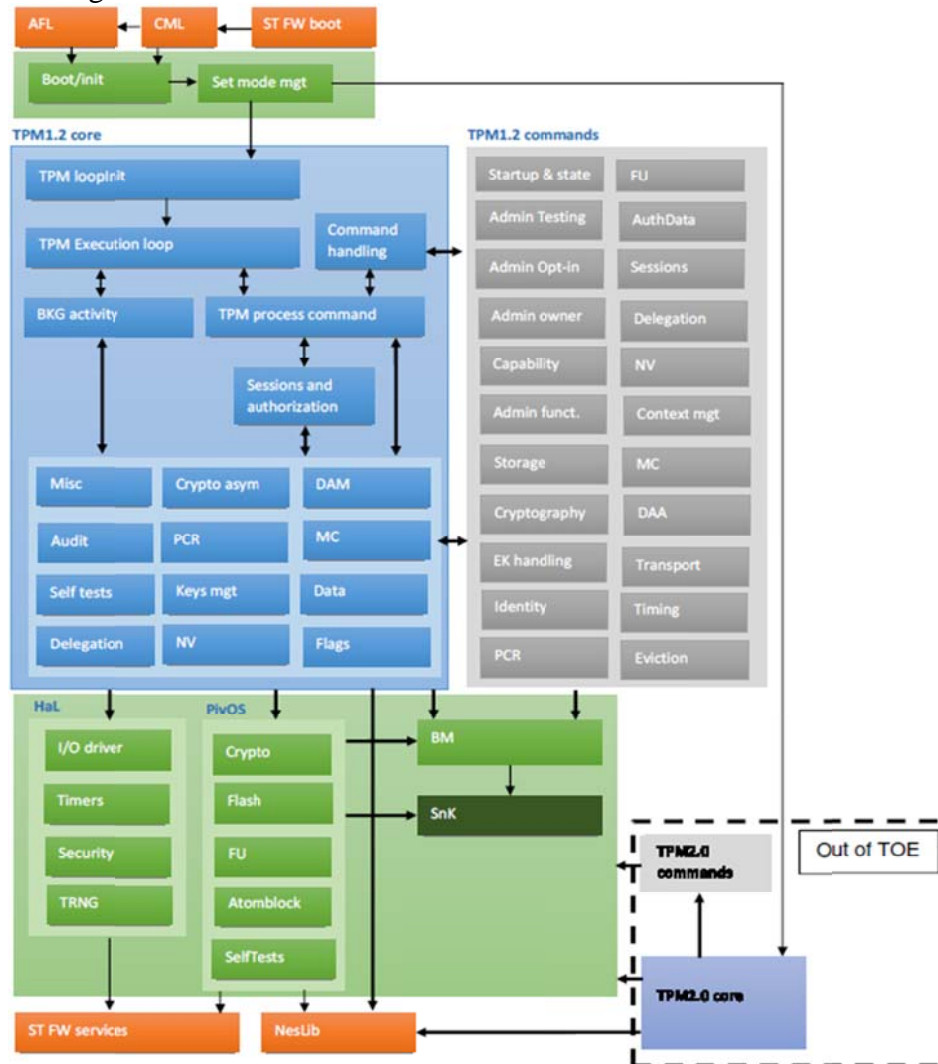 AFL
CML
ST FW boot
Boot/init
Set mode mgt
TPM1.2 core
TPM1.2 commands
TPM loopInit
TPM Execution loop
Command
handling
BKG activity
TPM process command
Sessions and
authorization
Misc
Crypto asym
DAM
Audit
PCR
MC
Self tests
Keys mgt
Data
Delegation
NV
Flags
Startup & state
FU
Admin Testing
AuthData
Admin Opt-in
Sessions
Admin owner
Delegation
Capability
NV
Admin funct.
Context mgt
Storage
MC
Cryptography
DAA
EK handling
Transport
Identity
Timing
PCR
Eviction
HaL
I/O driver
Timers
Security
TRNG
PivOS
Crypto
Flash
FU
Atomblock
SelfTests
BM
SnK
TPM2.0
commands
Out of TOE
TPM2.0 core
ST FW services
NesLib